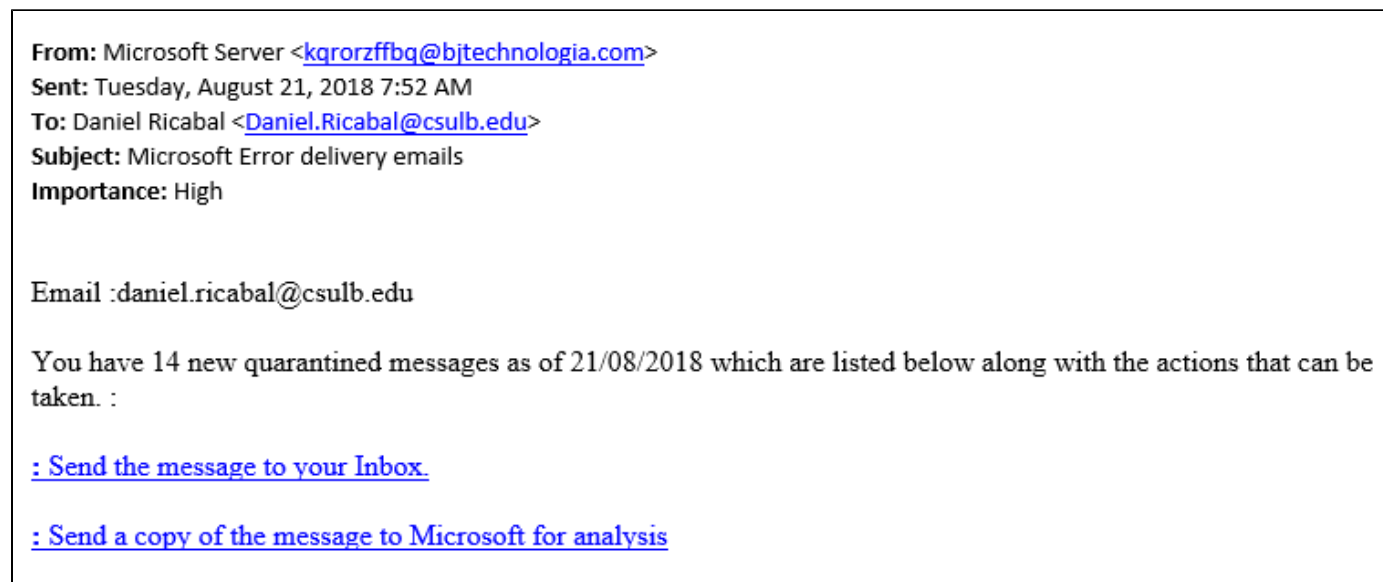 From: Microsoft Server <kqrorzffbq@bjtechnologia.com>
Sent: Tuesday, August 21, 2018 7:52 AM
To: Daniel Ricabal <Daniel.Ricabal@csulb.edu>
Subject: Microsoft Error delivery emails
Importance: High
Email :daniel.ricabal@csulb.edu
You have 14 new quarantined messages as of 21/08/2018 which are listed below along with the actions that can be
taken. :
: Send the message to your Inbox.
: Send a copy of the message to Microsoft for analysis